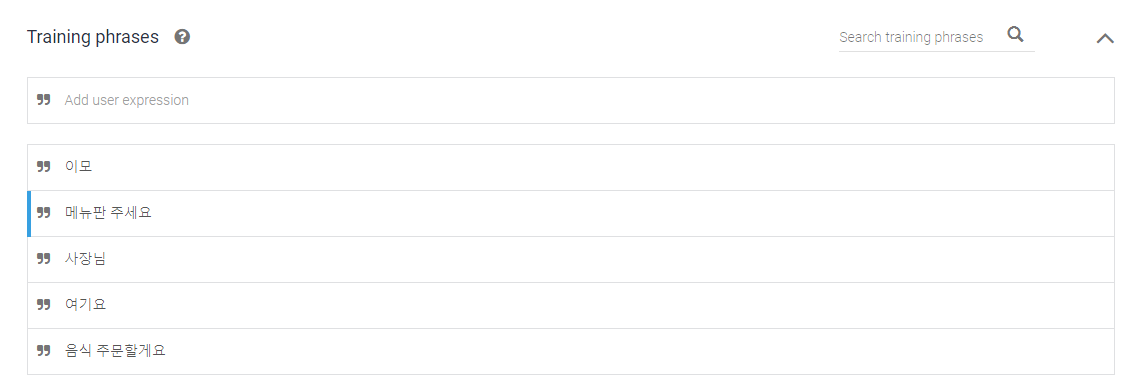 Training phrases
Search training phrases
Add user expression
이모
메뉴판 주세요
사장님
여기요
음식 주문할게요